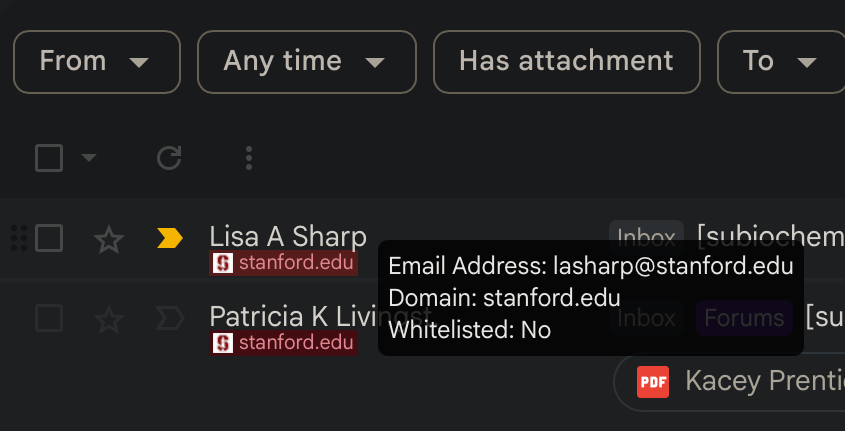 From
Any time
Has attachment
To
Lisa A Sharp
Inbox
[subiochem
stanford.edu
Email Address: lasharp@stanford.edu
Domain: stanford.edu
Whitelisted: No
Patricia K Livingst
Inbox
Forums
[su
stanford.edu
PDF
Kacey Prenti